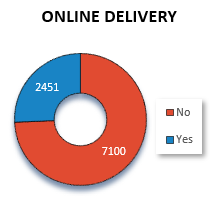 ONLINE DELIVERY
2451
No
Yes
7100